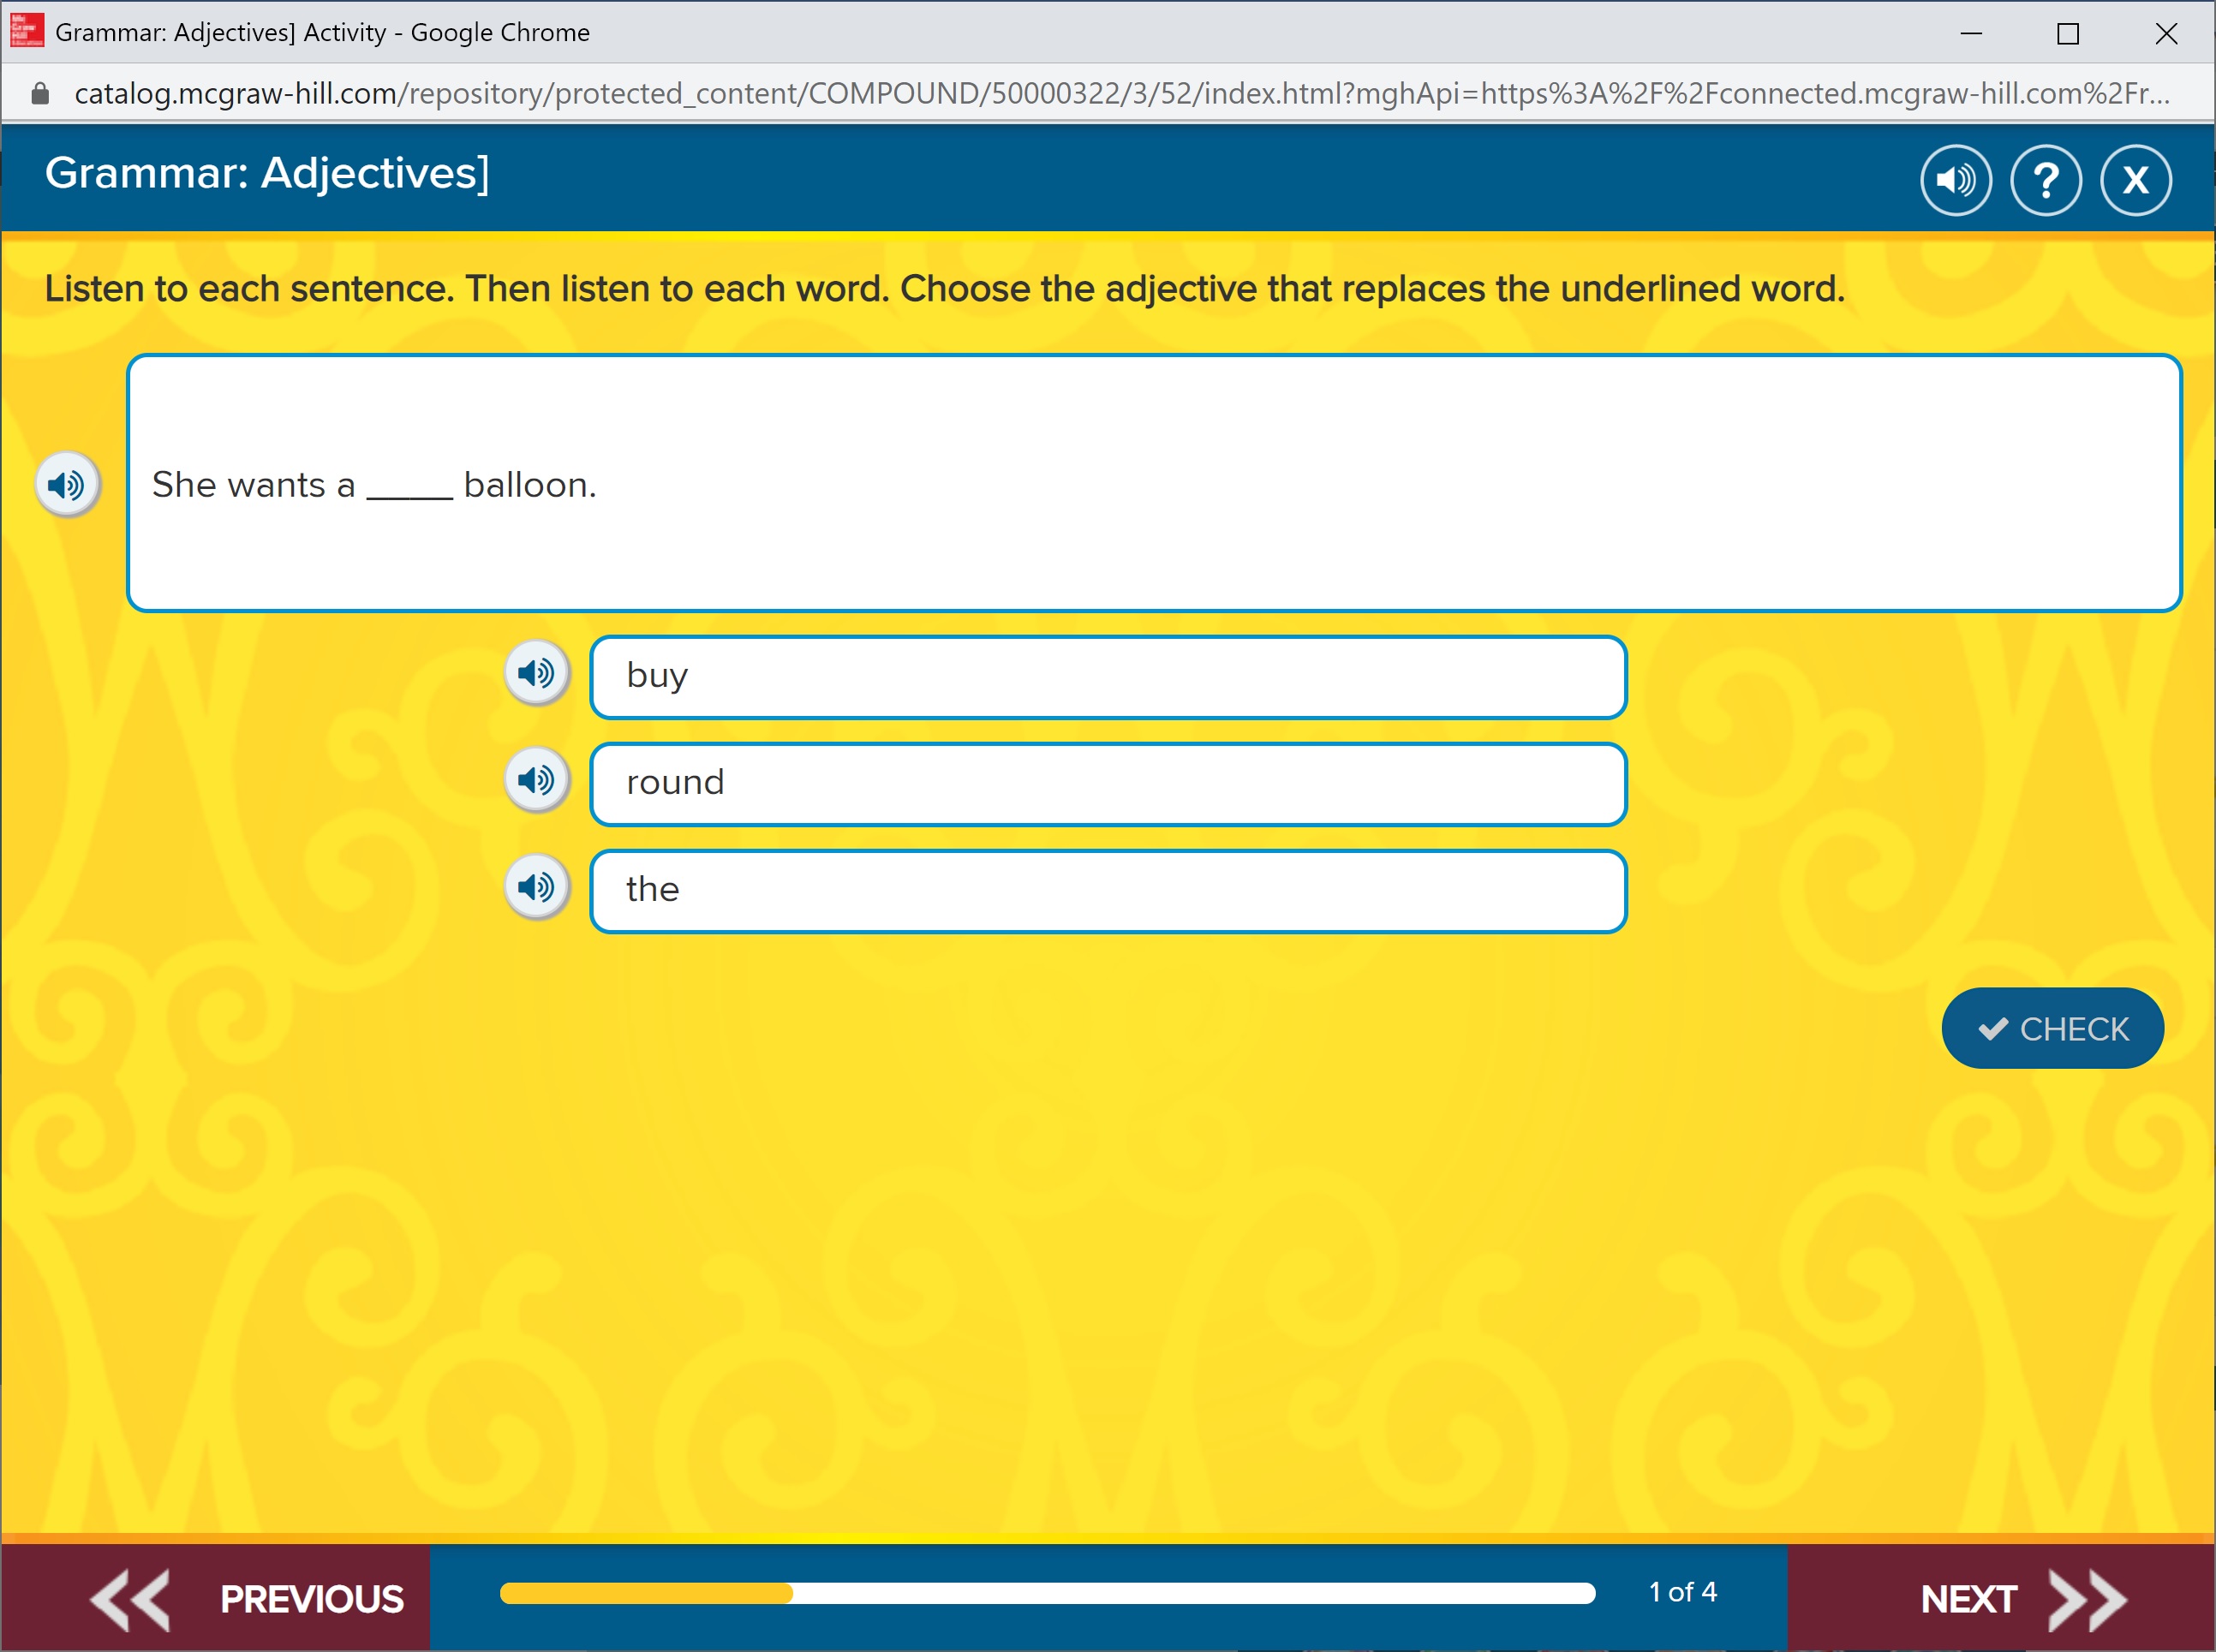 Grammar: Adjectives] Activity - Google Chrome
catalog.mcgraw-hill.com/repository/protected_content/COMPOUND/50000322/3/52/index.html?mghApi=https%3A%2F%2Fconnected.mcgraw-hill.com%2Fr...
Grammar: Adjectives]
? X
Listen to each sentence. Then listen to each word. Choose the adjective that replaces the underlined word.
She wants a ____ balloon.
buy
round
the
CHECK
PREVIOUS
1 of 4
NEXT